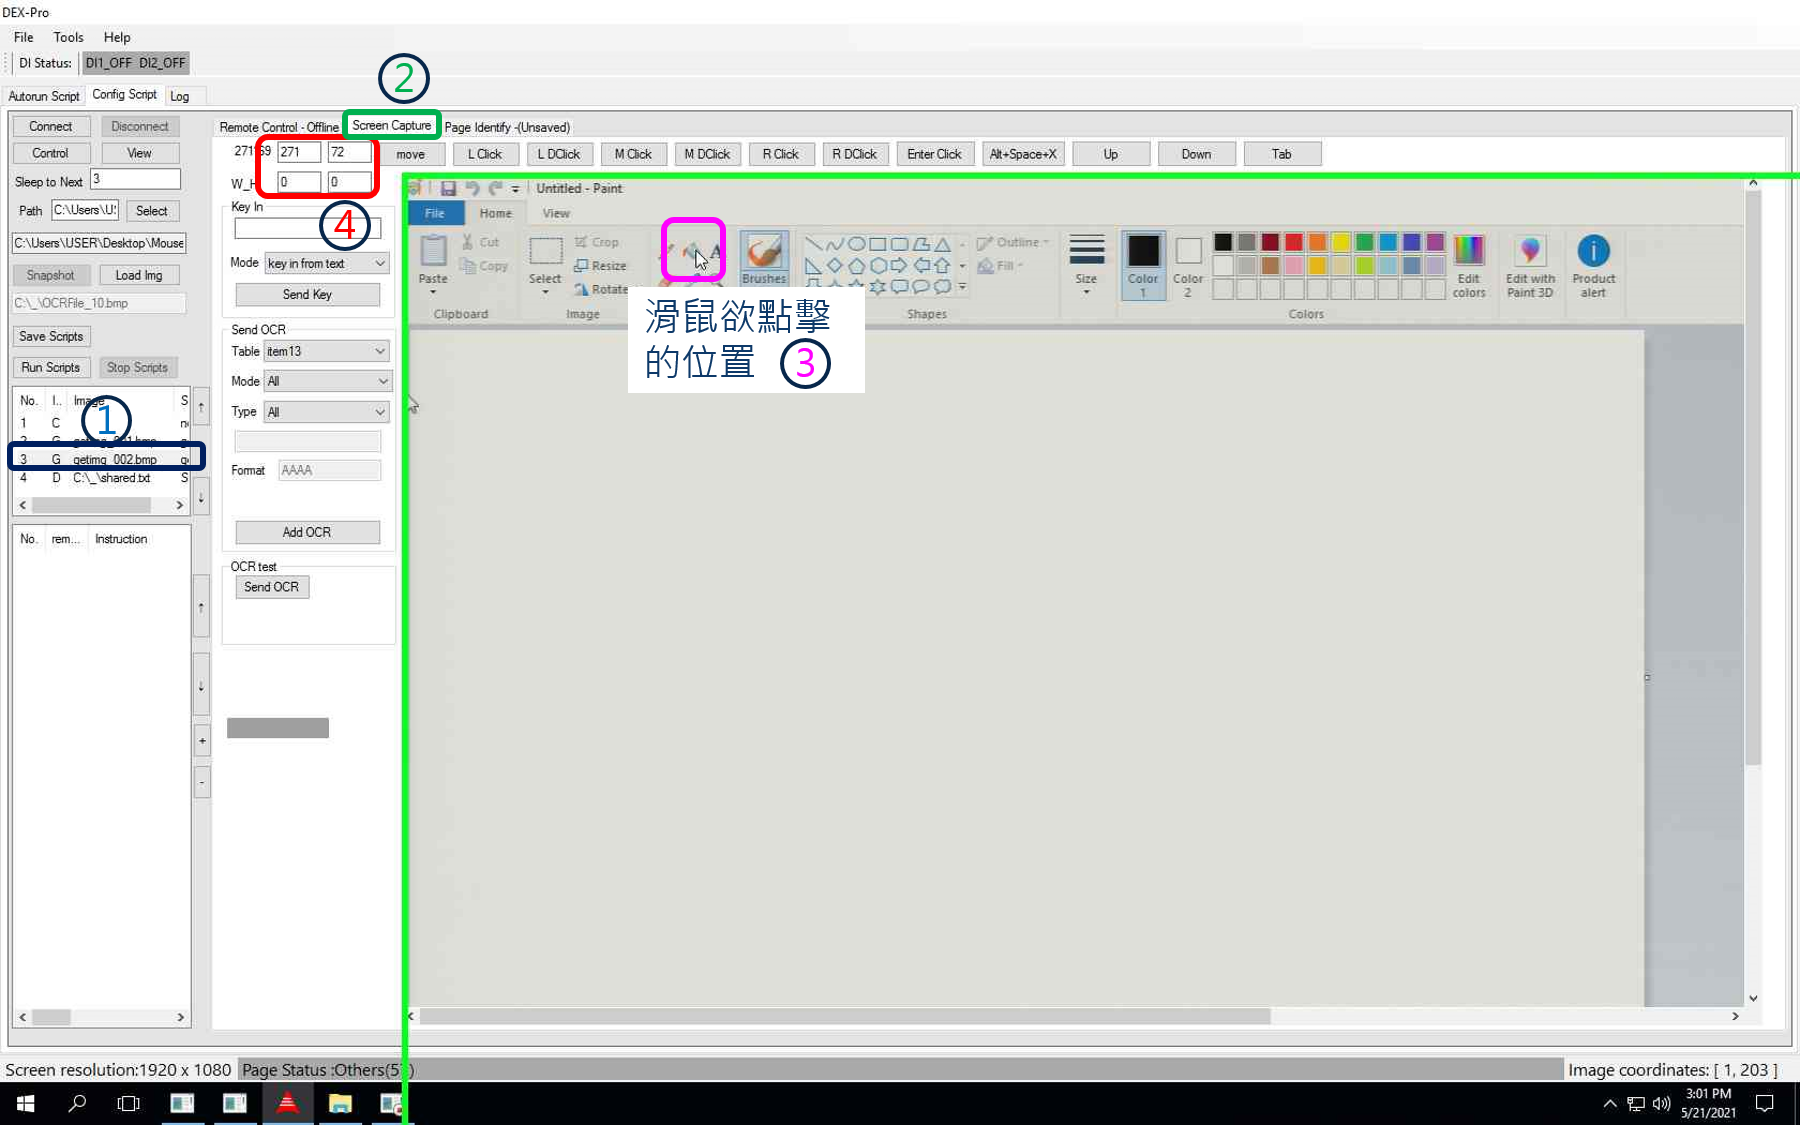 DEX-Pro
File Tools Help
DI Status: DI1_OFF DI2_OFF
②
Autorun Script Config Script Log
Connect Disconnect
Control View
Sleep to Next 3
Path C:\Users\U Select
C:\Users\USER\Desktop\Mouse
Snapshot Load Img
C:\_\OCRFile_10.bmp
Save Scripts
Run Scripts Stop Scripts
No. I.. Image S
①
1 C
2 G getimg_001.bmp
3 G getimg_002.bmp
4 D C:\_\shared.txt S
No. rem... Instruction
Remote Control - Offline Screen Capture Page Identify -(Unsaved)
271 72
0 0
④
move L Click L DClick M Click M DClick R Click R DClick Enter Click Alt+Space+X Up Down Tab
Key In
Mode key in from text
Send Key
Send OCR
Table item13
Mode All
Type All
Format AAAA
Add OCR
OCR test
Send OCR
Untitled - Paint
File Home View
Paste
Cut
Copy
Clipboard
Select
Crop
Resize
Rotate
Image
A
Brushes
Outline
Fill
Shapes
Size
Color 1
Color 2
Edit colors
Colors
Edit with Paint 3D
Product alert
滑鼠欲點擊
的位置 ③
Screen resolution:1920 x 1080 Page Status :Others(5 Image coordinates: [ 1, 203 ]
3:01 PM
5/21/2021